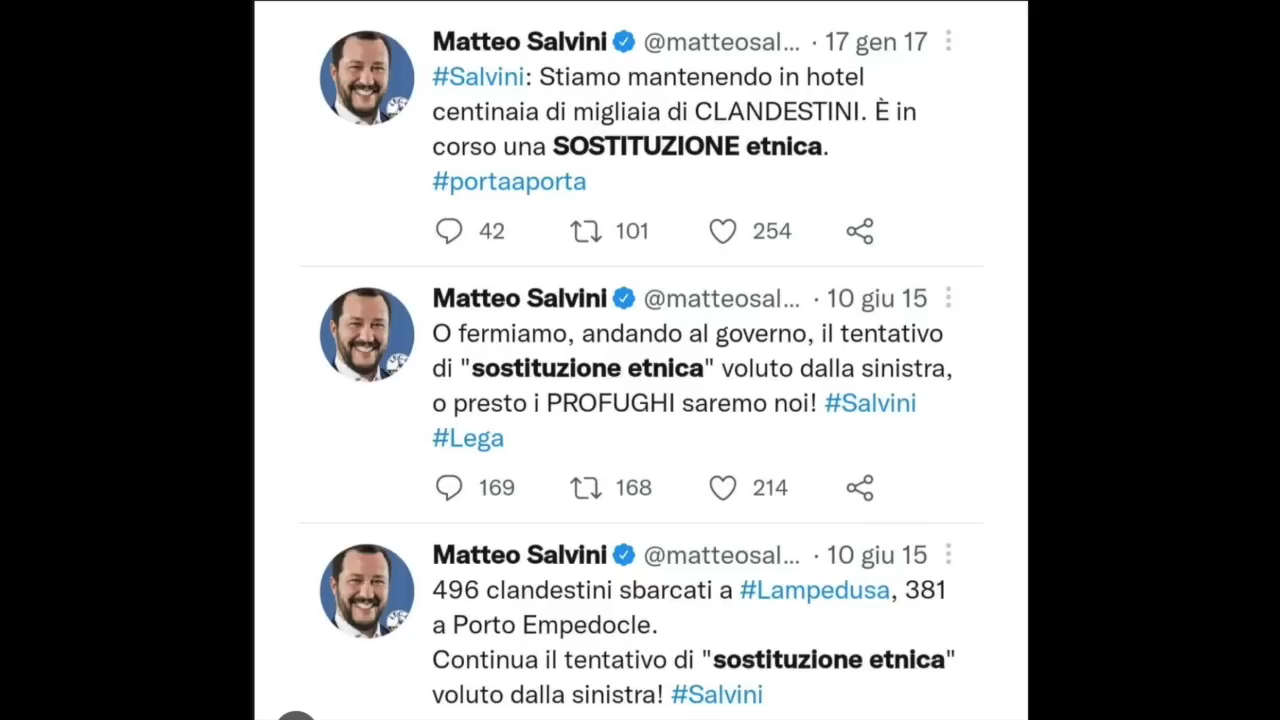 Matteo Salvini @matteosal... · 17 gen 17
#Salvini: Stiamo mantenendo in hotel
centinaia di migliaia di CLANDESTINI. È in
corso una SOSTITUZIONE etnica.
#portaaporta
42 101 254
Matteo Salvini @matteosal... · 10 giu 15
O fermiamo, andando al governo, il tentativo
di "sostituzione etnica" voluto dalla sinistra,
o presto i PROFUGHI saremo noi! #Salvini
#Lega
169 168 214
Matteo Salvini @matteosal... · 10 giu 15
496 clandestini sbarcati a #Lampedusa, 381
a Porto Empedocle.
Continua il tentativo di "sostituzione etnica"
voluto dalla sinistra! #Salvini